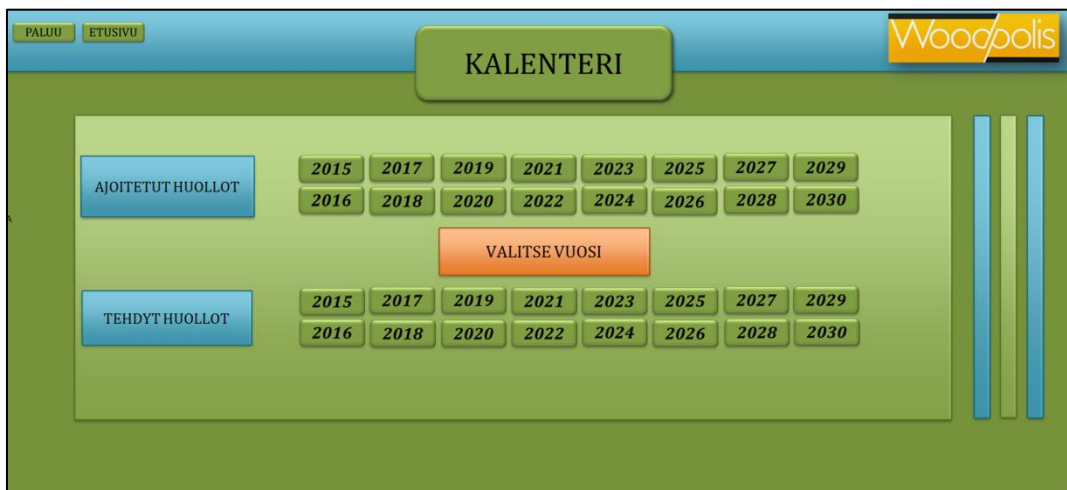 PALUU ETUSIVU
KALENTERI
Woodpolis
AJOITETUT HUOLLOT
2015 2017 2019 2021 2023 2025 2027 2029
2016 2018 2020 2022 2024 2026 2028 2030
VALITSE VUOSI
TEHDYT HUOLLOT
2015 2017 2019 2021 2023 2025 2027 2029
2016 2018 2020 2022 2024 2026 2028 2030
A